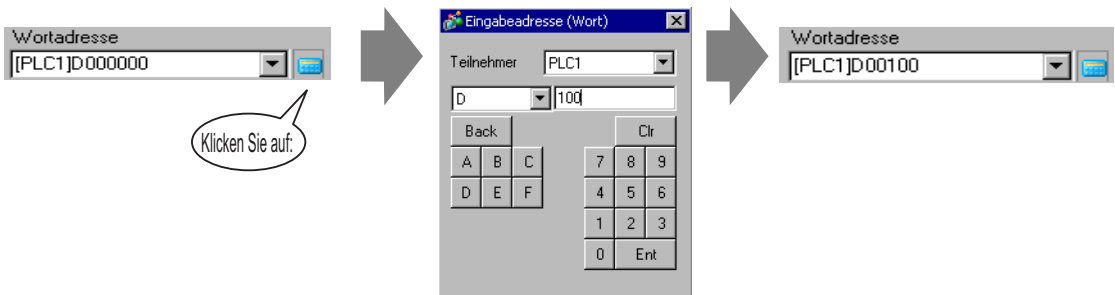 Wortadresse
[PLC1]D000000
Klicken Sie auf:
Eingabeadresse (Wort)
Teilnehmer PLC1
D 100
Back Clr
A B C 7 8 9
D E F 4 5 6
1 2 3
0 Ent
Wortadresse
[PLC1]D00100